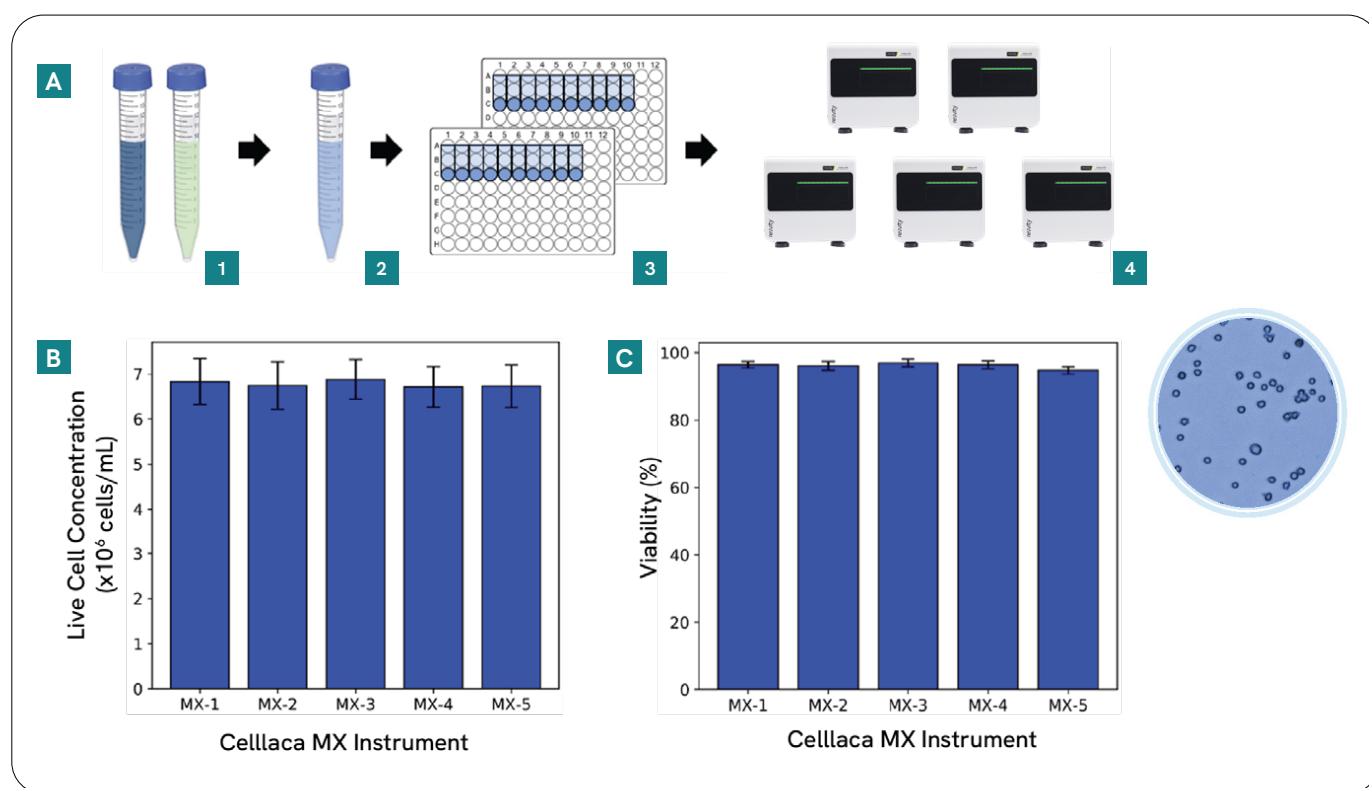 A
1
2
1 2 3 4 5 6 7 8 9 10 11 12
A
B
C
D
1 2 3 4 5 6 7 8 9 10 11 12
A
B
C
D
E
F
G
H
3
4
B
Live Cell Concentration
(x10⁶ cells/mL)
7
6
5
4
3
2
1
0
MX-1 MX-2 MX-3 MX-4 MX-5
Celllaca MX Instrument
C
Viability (%)
100
80
60
40
20
0
MX-1 MX-2 MX-3 MX-4 MX-5
Celllaca MX Instrument